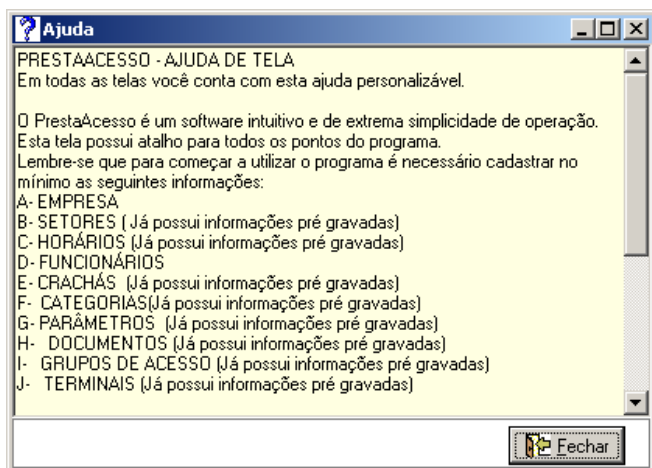 Ajuda
PRESTAACESSO - AJUDA DE TELA
Em todas as telas você conta com esta ajuda personalizável.
O PrestaAcesso é um software intuitivo e de extrema simplicidade de operação.
Esta tela possui atalho para todos os pontos do programa.
Lembre-se que para começar a utilizar o programa é necessário cadastrar no
mínimo as seguintes informações:
A- EMPRESA
B- SETORES ( Já possui informações pré gravadas)
C- HORÁRIOS (Já possui informações pré gravadas)
D- FUNCIONÁRIOS
E- CRACHÁS  (Já possui informações pré gravadas)
F-  CATEGORIAS(Já possui informações pré gravadas)
G- PARÂMETROS  (Já possui informações pré gravadas)
H-   DOCUMENTOS (Já possui informações pré gravadas)
I-   GRUPOS DE ACESSO (Já possui informações pré gravadas)
J-   TERMINAIS (Já possui informações pré gravadas)
Fechar